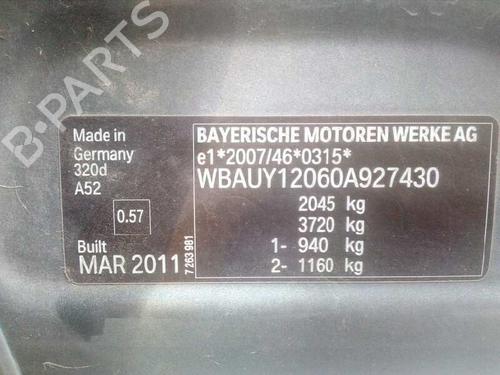 B-PARTS
Made in
Germany
320d
A52
0.57
Built
MAR 2011
7 263 981
BAYERISCHE MOTOREN WERKE AG
e1*2007/46*0315*
WBAUY12060A927430
2045 kg
3720 kg
1- 940 kg
2- 1160 kg